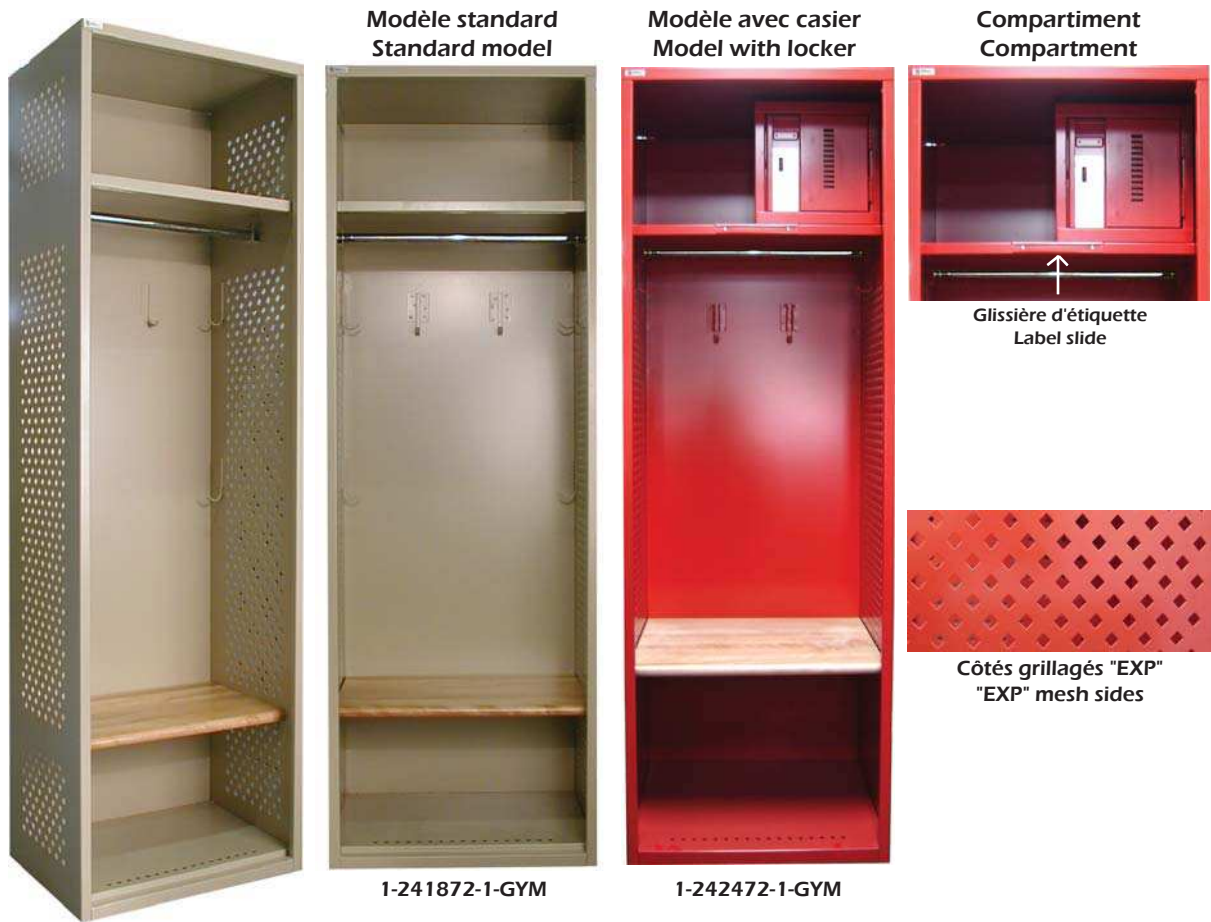 Modèle standard
Standard model
Modèle avec casier
Model with locker
Compartiment
Compartment
Glissière d'étiquette
Label slide
Côtés grillagés "EXP"
"EXP" mesh sides
1-241872-1-GYM
1-242472-1-GYM